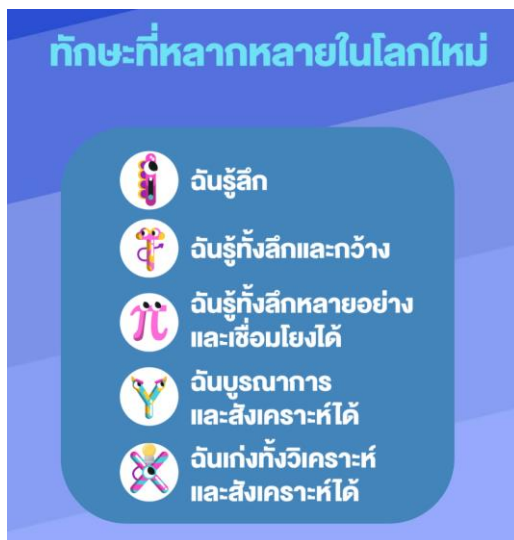 ทักษะที่หลากหลายในโลกใหม่
ฉันรู้ลึก
ฉันรู้ทั้งลึกและกว้าง
ฉันรู้ทั้งลึกหลายอย่าง
และเชื่อมโยงได้
ฉันบูรณาการ
และสังเคราะห์ได้
ฉันเก่งทั้งวิเคราะห์
และสังเคราะห์ได้